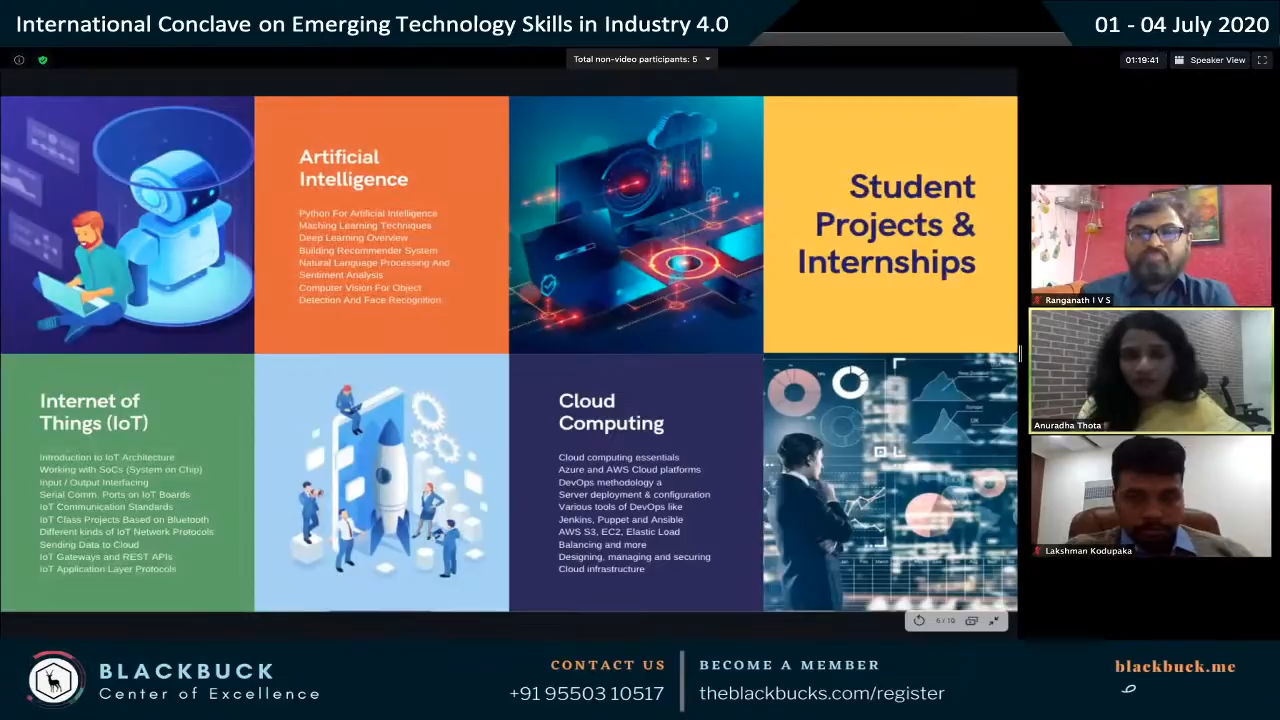 International Conclave on Emerging Technology Skills in Industry 4.0
01 - 04 July 2020
Total non-video participants: 5
01:19:41
Speaker View
Artificial
Intelligence
Python For Artificial Intelligence
Maching Learning Techniques
Deep Learning Overview
Building Recommender System
Natural Language Processing And
Sentiment Analysis
Computer Vision For Object
Detection And Face Recognition
Student
Projects &
Internships
Internet of
Things (IoT)
Introduction to IoT Architecture
Working with SoCs (System on Chip)
Input / Output Interfacing
Serial Comm. Ports on IoT Boards
IoT Communication Standards
IoT Class Projects Based on Bluetooth
Different kinds of IoT Network Protocols
Sending Data to Cloud
IoT Gateways and REST APIs
IoT Application Layer Protocols
Cloud
Computing
Cloud computing essentials
Azure and AWS Cloud platforms
DevOps methodology a
Server deployment & configuration
Various tools of DevOps like
Jenkins, Puppet and Ansible
AWS S3, EC2, Elastic Load
Balancing and more
Designing, managing and securing
Cloud infrastructure
Ranganath I V S
Anuradha Thota
Lakshman Kodupaka
6 / 10
BLACKBUCK
Center of Excellence
CONTACT US
+91 95503 10517
BECOME A MEMBER
theblackbucks.com/register
blackbuck.me